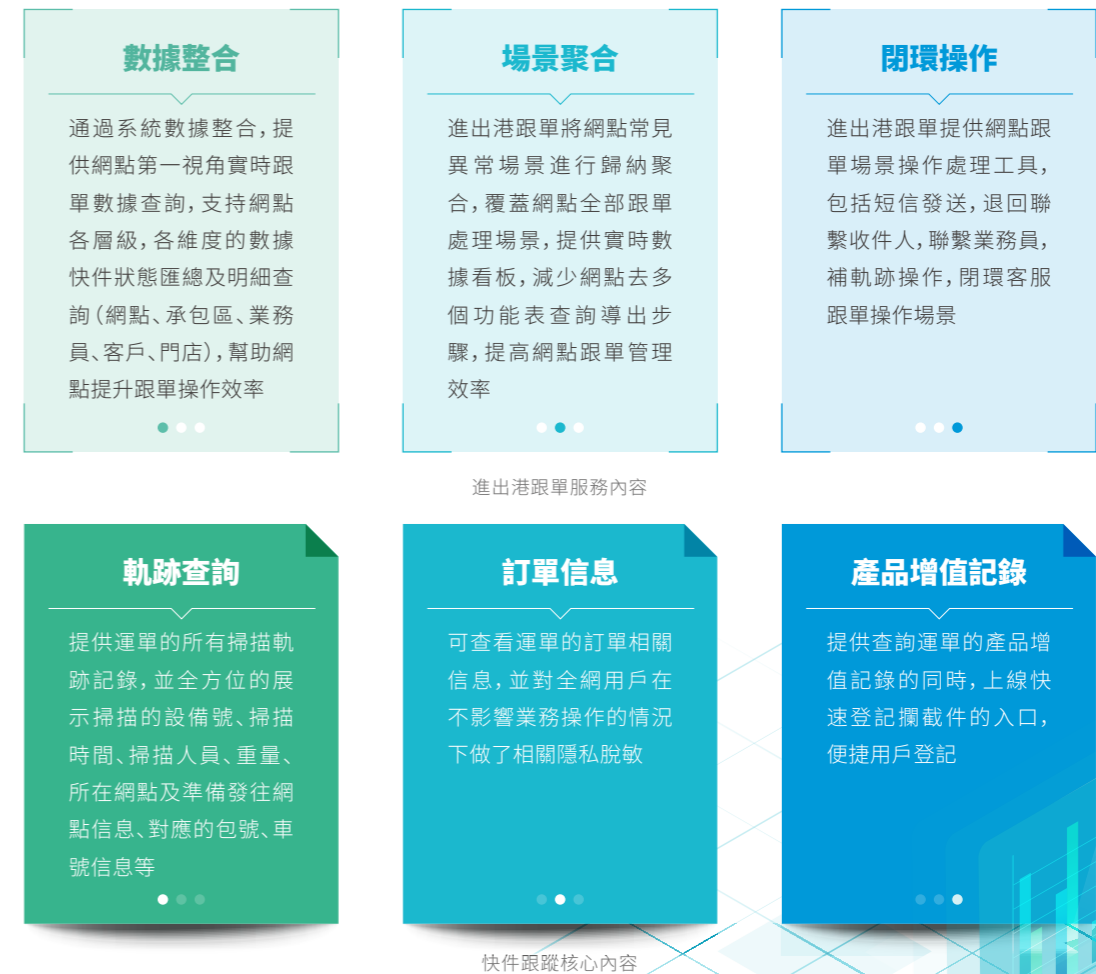 數據整合
通過系統數據整合，提
供網點第一視角實時跟
單數據查詢，支持網點
各層級，各維度的數據
快件狀態匯總及明細查
詢（網點、承包區、業務
員、客戶、門店），幫助網
點提升跟單操作效率
場景聚合
進出港跟單將網點常見
異常場景進行歸納聚
合，覆蓋網點全部跟單
處理場景，提供實時數
據看板，減少網點去多
個功能表查詢導出步
驟，提高網點跟單管理
效率
閉環操作
進出港跟單提供網點跟
單場景操作處理工具，
包括短信發送，退回聯
繫收件人，聯繫業務員，
補軌跡操作，閉環客服
跟單操作場景
進出港跟單服務內容
軌跡查詢
提供運單的所有掃描軌
跡記錄，並全方位的展
示掃描的設備號、掃描
時間、掃描人員、重量、
所在網點及準備發往網
點信息、對應的包號、車
號信息等
訂單信息
可查看運單的訂單相關
信息，並對全網用戶在
不影響業務操作的情況
下做了相關隱私脫敏
產品增值記錄
提供查詢運單的產品增
值記錄的同時，上線快
速登記攔截件的入口，
便捷用戶登記
快件跟蹤核心內容